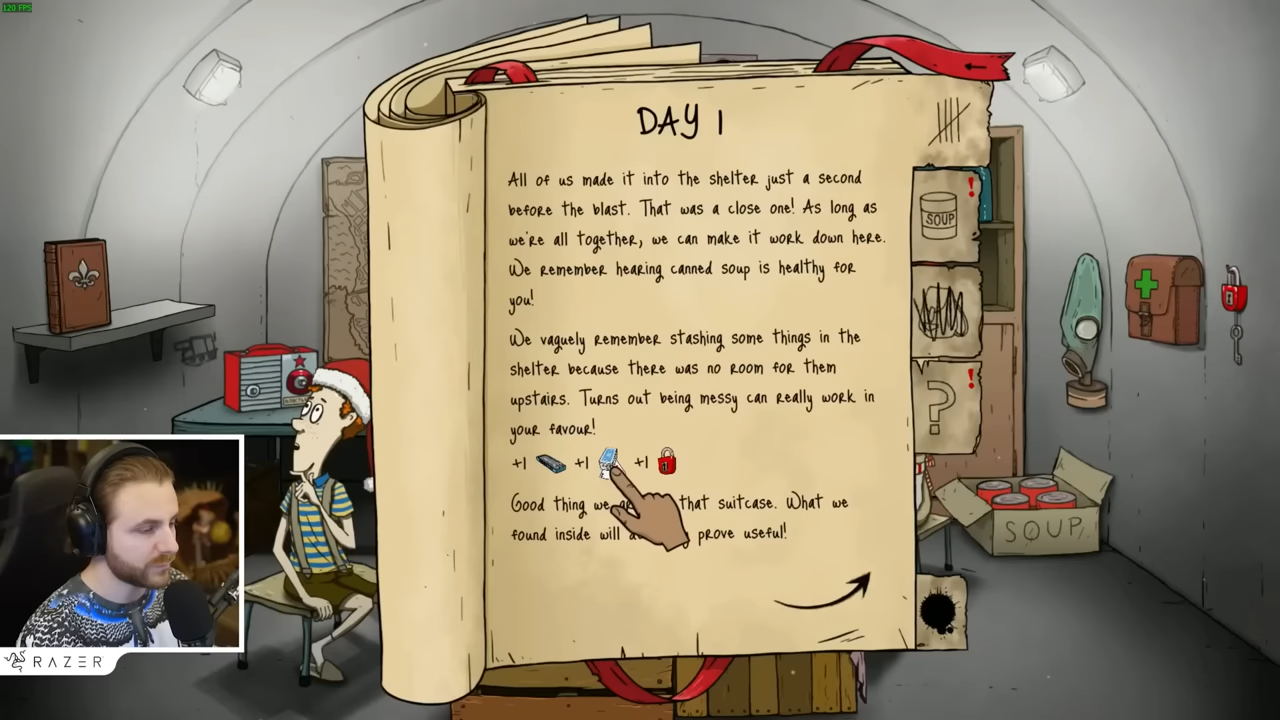 120 FPS
DAY 1
All of us made it into the shelter just a second
before the blast. That was a close one! As long as
we're all together, we can make it work down here.
We remember hearing canned soup is healthy for
you!
We vaguely remember stashing some things in the
shelter because there was no room for them
upstairs. Turns out being messy can really work in
your favour!
+1 +1 +1
Good thing we that suitcase. What we
found inside will prove useful!
SOUP
?
SOUP
RAZER